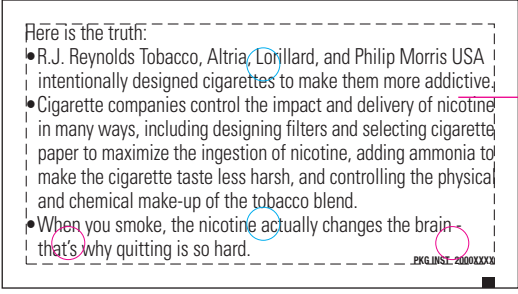 Here is the truth:
•R.J. Reynolds Tobacco, Altria, Lorillard, and Philip Morris USA
intentionally designed cigarettes to make them more addictive.
•Cigarette companies control the impact and delivery of nicotine
in many ways, including designing filters and selecting cigarette
paper to maximize the ingestion of nicotine, adding ammonia to
make the cigarette taste less harsh, and controlling the physical
and chemical make-up of the tobacco blend.
•When you smoke, the nicotine actually changes the brain -
that's why quitting is so hard.
PKG INST_2000XXXX